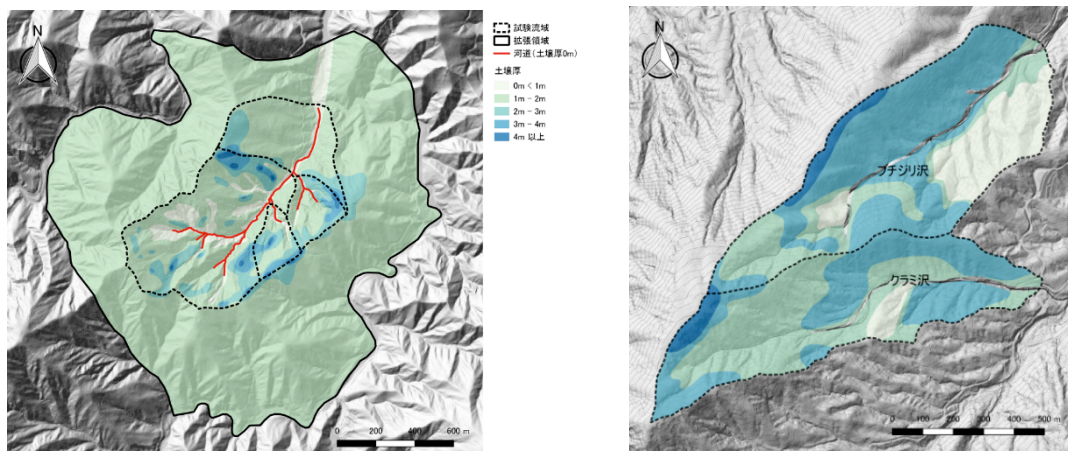 N
試験流域
拡張領域
河道(土壌厚0m)
土壌厚
0m < 1m
1m - 2m
2m - 3m
3m - 4m
4m 以上
0 200 400 600 m
N
フチジリ沢
クラミ沢
0 100 200 300 400 500 m